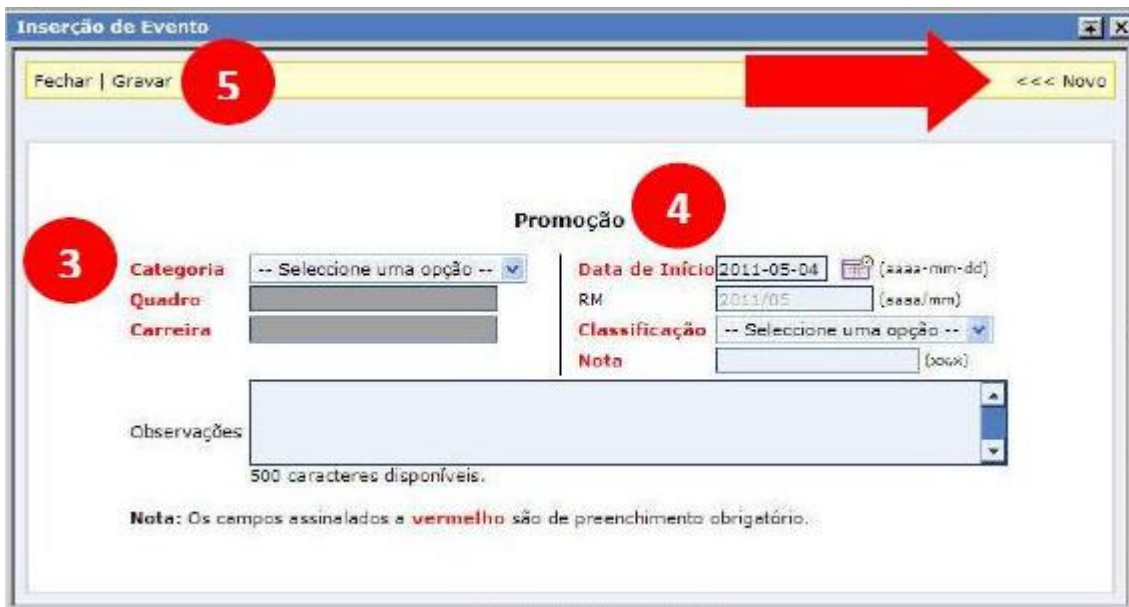 Inserção de Evento
Fechar | Gravar 5 <<< Novo
Promoção 4
3 Categoria -- Seleccione uma opção -- Data de Início 2011-05-04 (aaaa-mm-dd)
Quadro RM 2011/05 (aaaa/mm)
Carreira Classificação -- Seleccione uma opção --
Nota
Observações
500 caracteres disponíveis.
Nota: Os campos assinalados a vermelho são de preenchimento obrigatório.